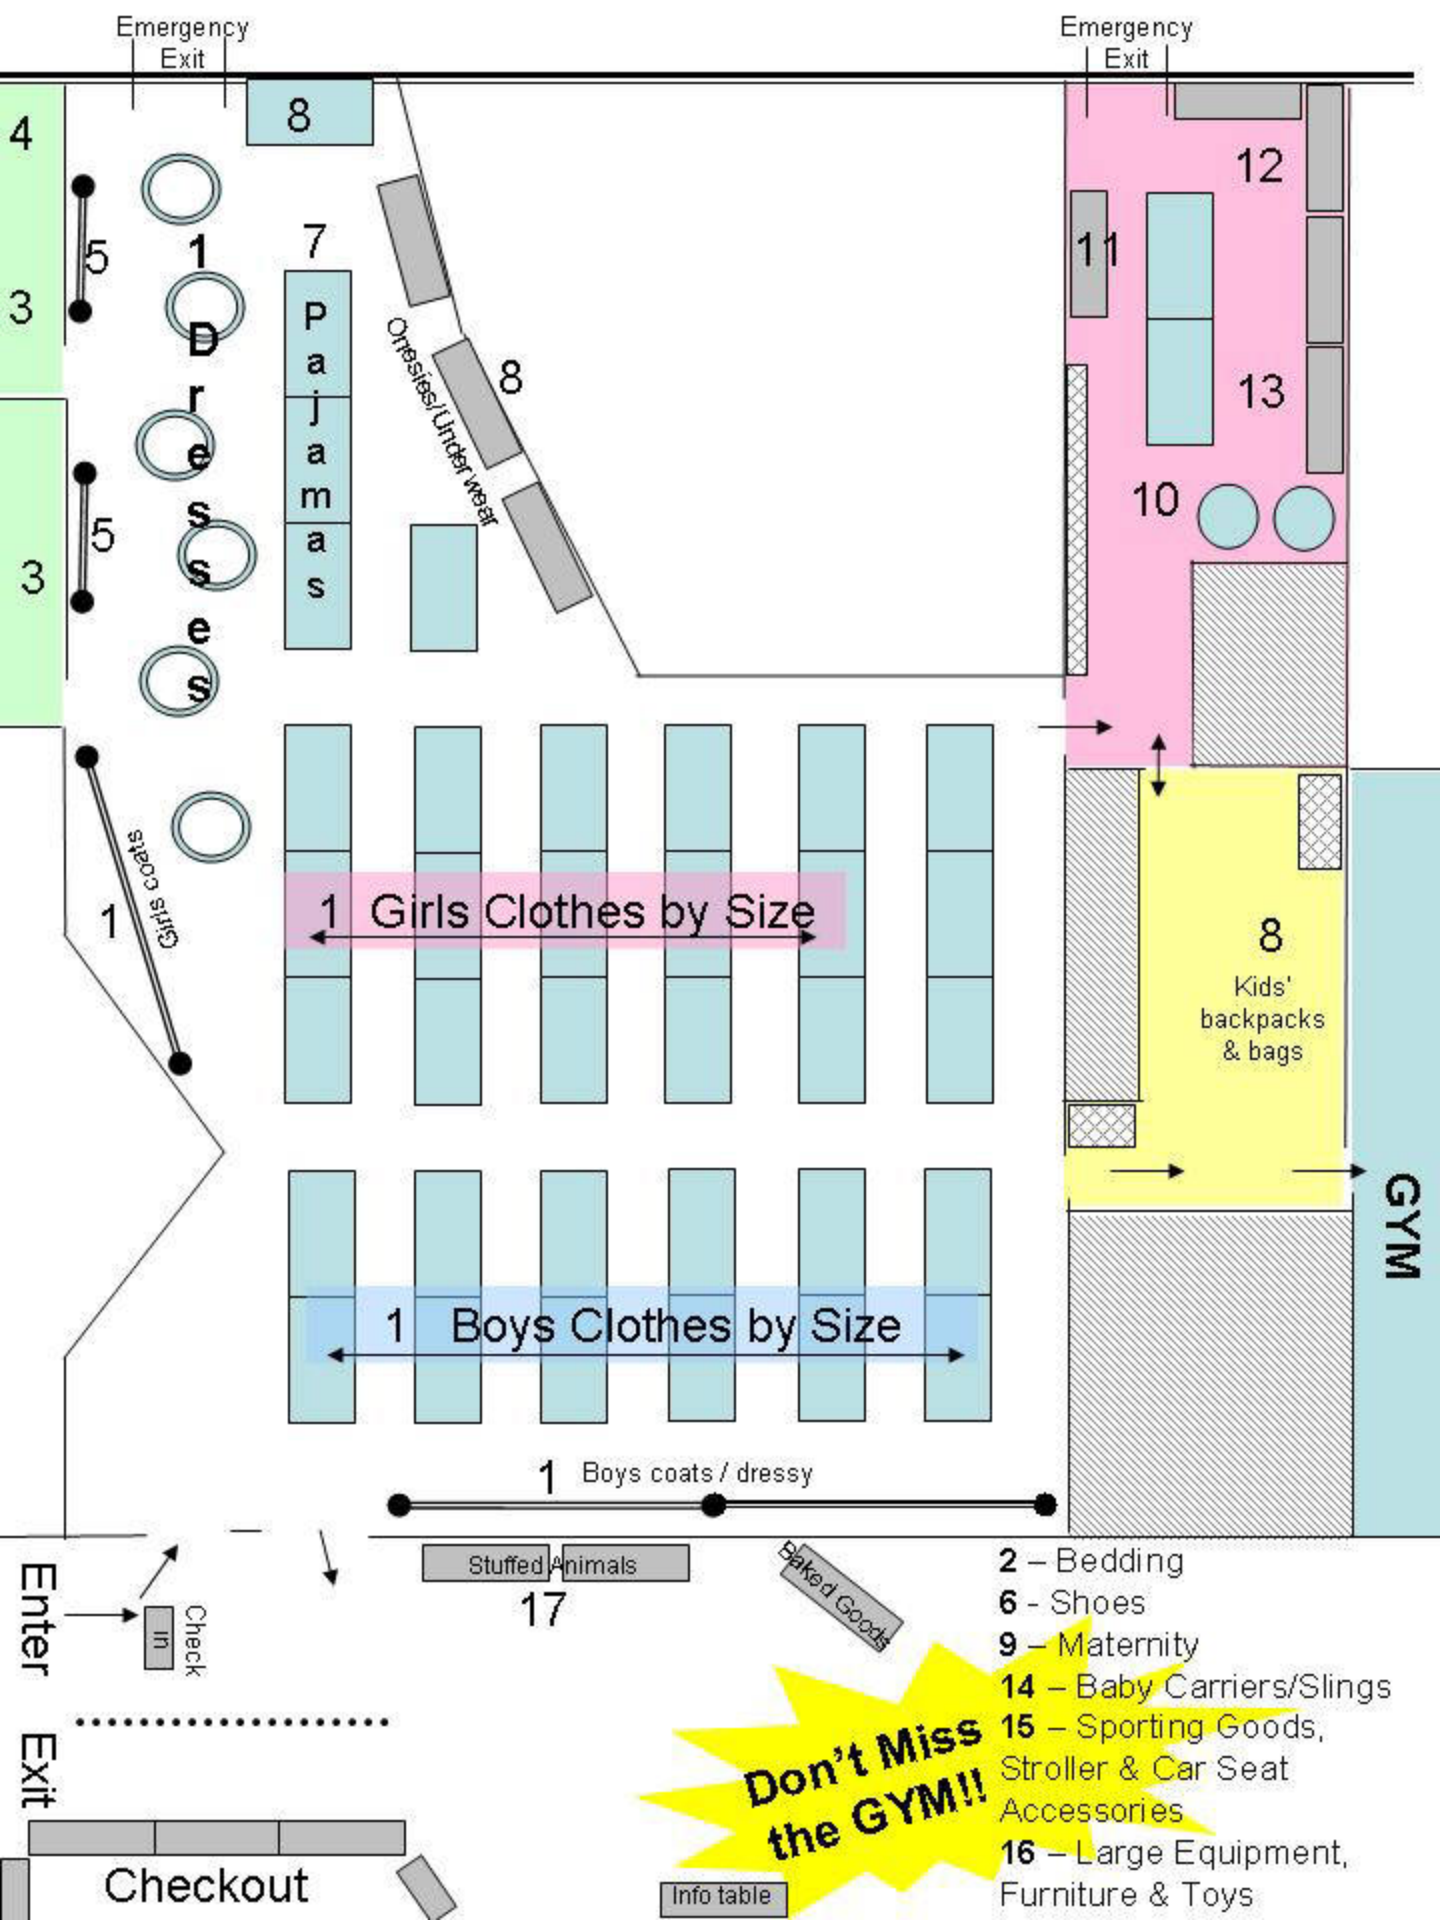 Emergency
Exit
Emergency
Exit
4
8
12
5
1
7
11
3
Dresses
Pajamas
Onesies/Under wear
8
13
10
5
3
1 Girls Clothes by Size
1
Girls coats
8
Kids'
backpacks
& bags
GYM
1 Boys Clothes by Size
1 Boys coats / dressy
Stuffed Animals
17
Baked Goods
Enter
Check
in
Exit
Checkout
Don't Miss
the GYM!!
Info table
2 – Bedding
6 - Shoes
9 – Maternity
14 – Baby Carriers/Slings
15 – Sporting Goods,
Stroller & Car Seat
Accessories
16 – Large Equipment,
Furniture & Toys